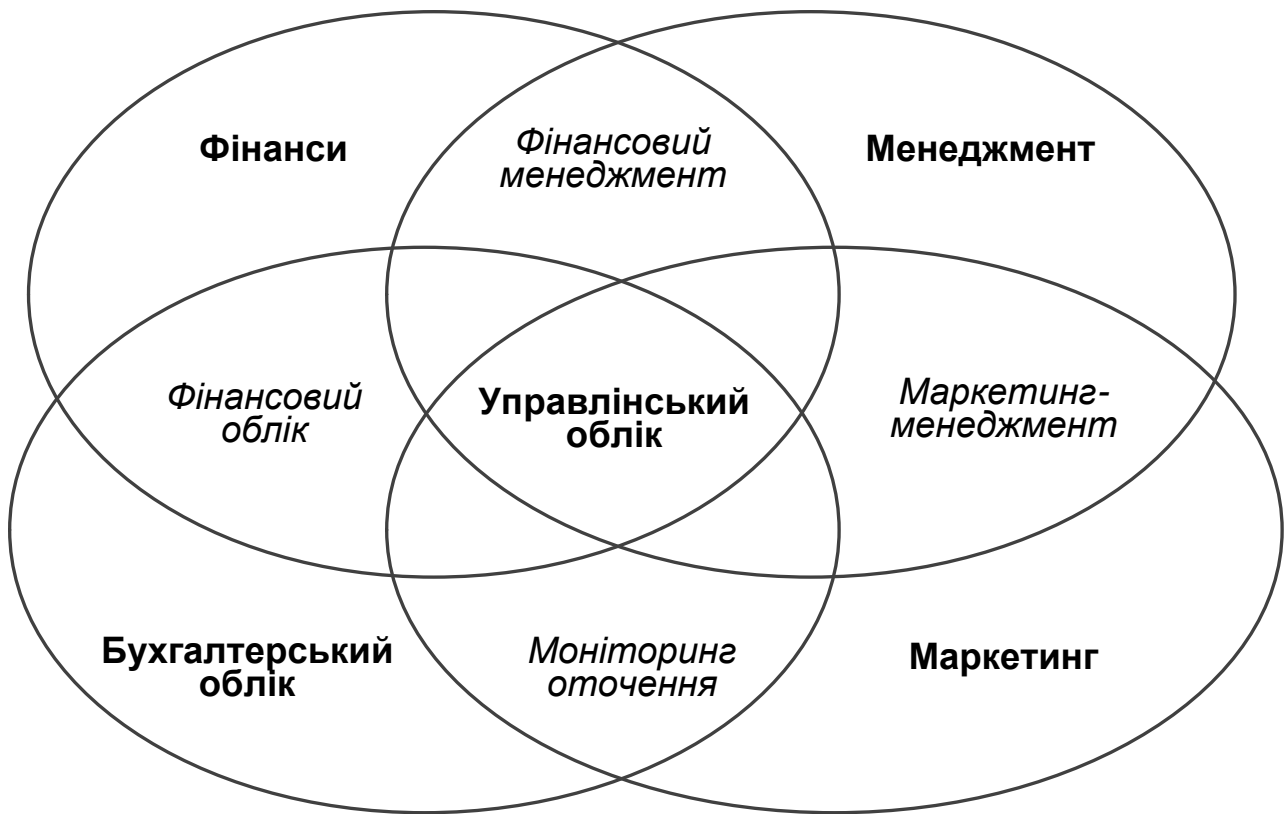 Фінанси
Фінансовий
менеджмент
Менеджмент
Фінансовий
облік
Управлінський
облік
Маркетинг-
менеджмент
Бухгалтерський
облік
Моніторинг
оточення
Маркетинг